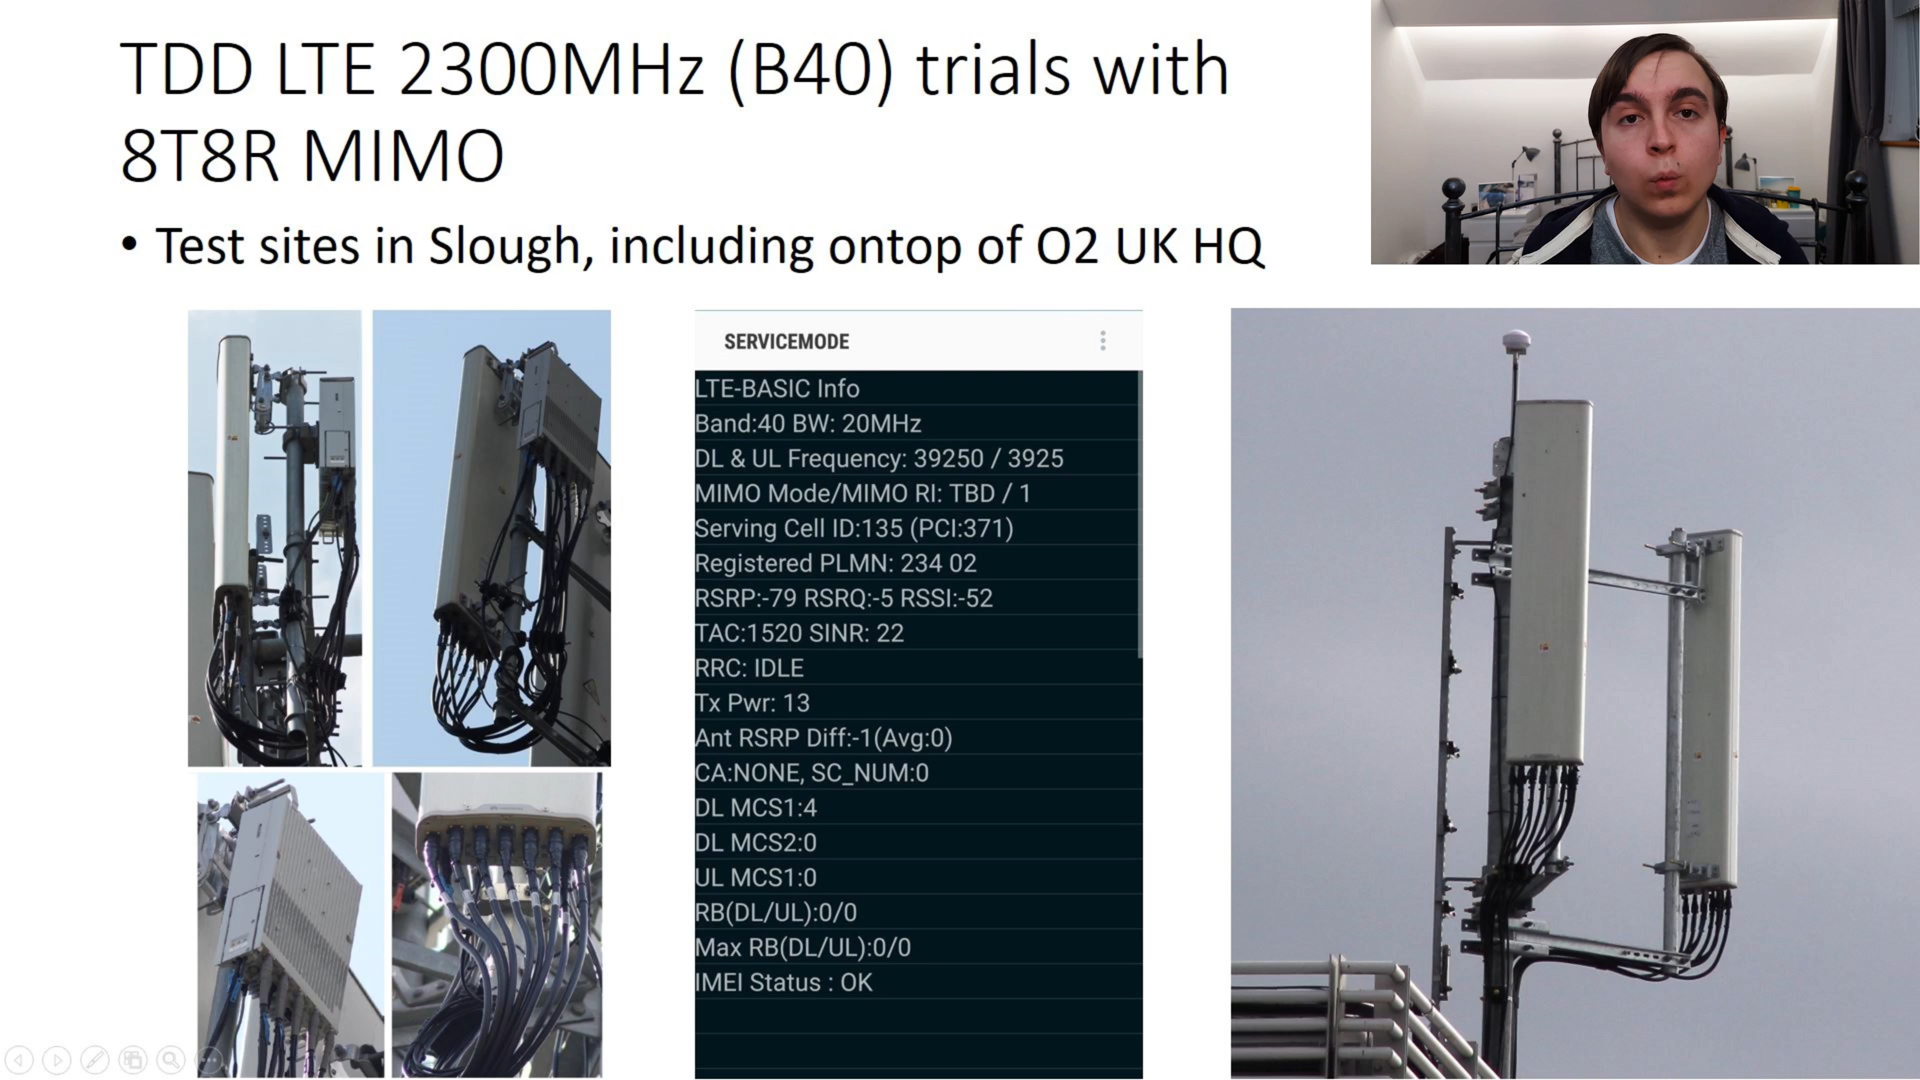 TDD LTE 2300MHz (B40) trials with
8T8R MIMO
• Test sites in Slough, including ontop of O2 UK HQ
SERVICEMODE
LTE-BASIC Info
Band:40 BW: 20MHz
DL & UL Frequency: 39250 / 3925
MIMO Mode/MIMO RI: TBD / 1
Serving Cell ID:135 (PCI:371)
Registered PLMN: 234 02
RSRP:-79 RSRQ:-5 RSSI:-52
TAC:1520 SINR: 22
RRC: IDLE
Tx Pwr: 13
Ant RSRP Diff:-1(Avg:0)
CA:NONE, SC_NUM:0
DL MCS1:4
DL MCS2:0
UL MCS1:0
RB(DL/UL):0/0
Max RB(DL/UL):0/0
IMEI Status : OK